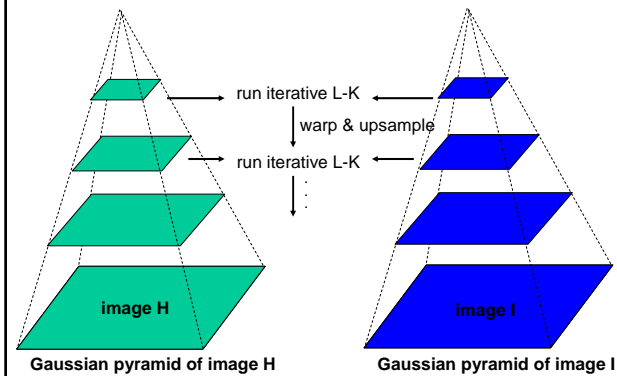 run iterative L-K
warp & upsample
run iterative L-K
.
.
.
image H
image I
Gaussian pyramid of image H
Gaussian pyramid of image I